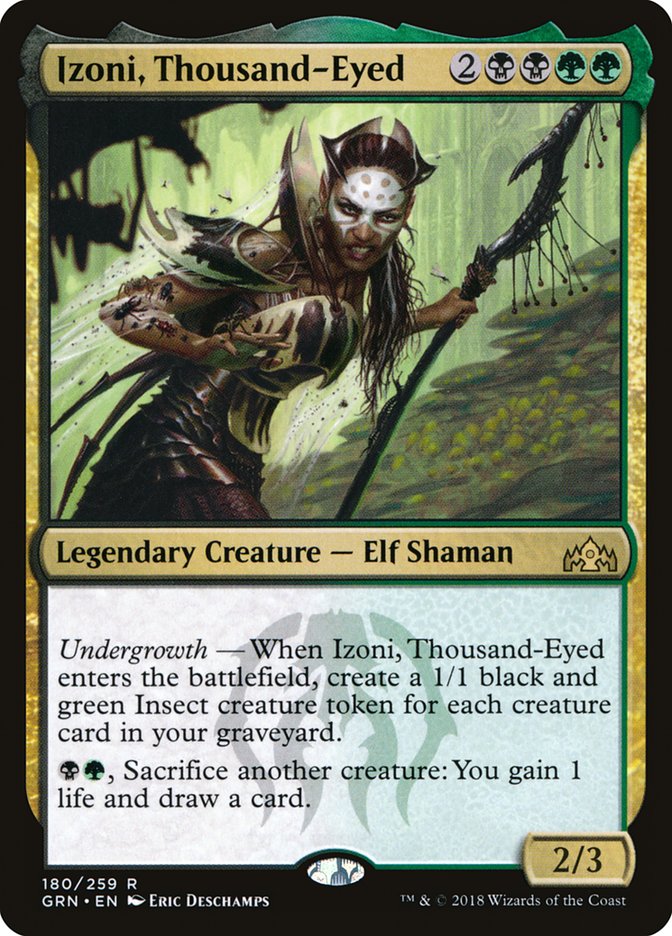 Izoni, Thousand-Eyed 2
Legendary Creature — Elf Shaman
Undergrowth — When Izoni, Thousand-Eyed
enters the battlefield, create a 1/1 black and
green Insect creature token for each creature
card in your graveyard.
, Sacrifice another creature: You gain 1
life and draw a card.
2/3
180/259 R
GRN • EN Eric Deschamps
™ & © 2018 Wizards of the Coast